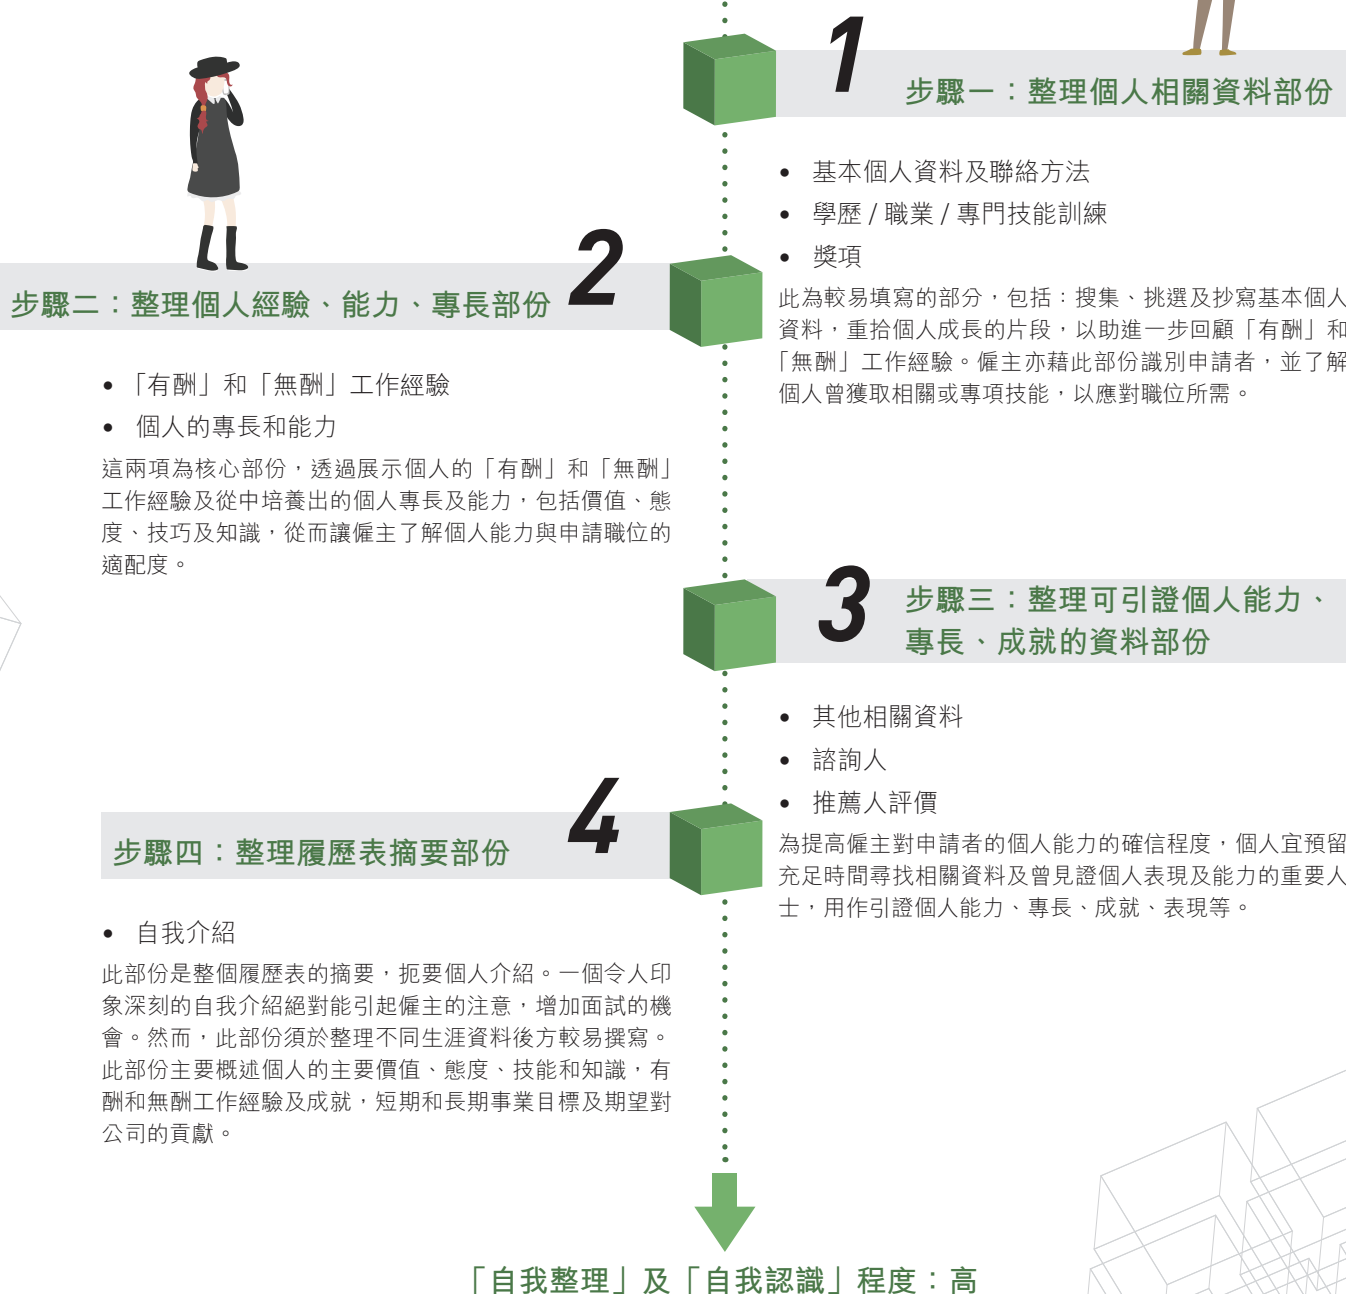 1
步驟一：整理個人相關資料部份
• 基本個人資料及聯絡方法
• 學歷 / 職業 / 專門技能訓練
• 獎項
此為較易填寫的部分，包括：搜集、挑選及抄寫基本個人
資料，重拾個人成長的片段，以助進一步回顧「有酬」和
「無酬」工作經驗。僱主亦藉此部份識別申請者，並了解
個人曾獲取相關或專項技能，以應對職位所需。
2
步驟二：整理個人經驗、能力、專長部份
• 「有酬」和「無酬」工作經驗
• 個人的專長和能力
這兩項為核心部份，透過展示個人的「有酬」和「無酬」
工作經驗及從中培養出的個人專長及能力，包括價值、態
度、技巧及知識，從而讓僱主了解個人能力與申請職位的
適配度。
3
步驟三：整理可引證個人能力、
專長、成就的資料部份
• 其他相關資料
• 諮詢人
• 推薦人評價
為提高僱主對申請者的個人能力的確信程度，個人宜預留
充足時間尋找相關資料及曾見證個人表現及能力的重要人
士，用作引證個人能力、專長、成就、表現等。
4
步驟四：整理履歷表摘要部份
• 自我介紹
此部份是整個履歷表的摘要，扼要個人介紹。一個令人印
象深刻的自我介紹絕對能引起僱主的注意，增加面試的機
會。然而，此部份須於整理不同生涯資料後方較易撰寫。
此部份主要概述個人的主要價值、態度、技能和知識，有
酬和無酬工作經驗及成就，短期和長期事業目標及期望對
公司的貢獻。
「自我整理」及「自我認識」程度：高